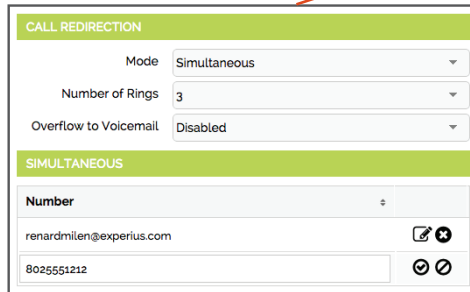 CALL REDIRECTION
Mode Simultaneous
Number of Rings 3
Overflow to Voicemail Disabled
SIMULTANEOUS
Number
renardmilen@experius.com
8025551212